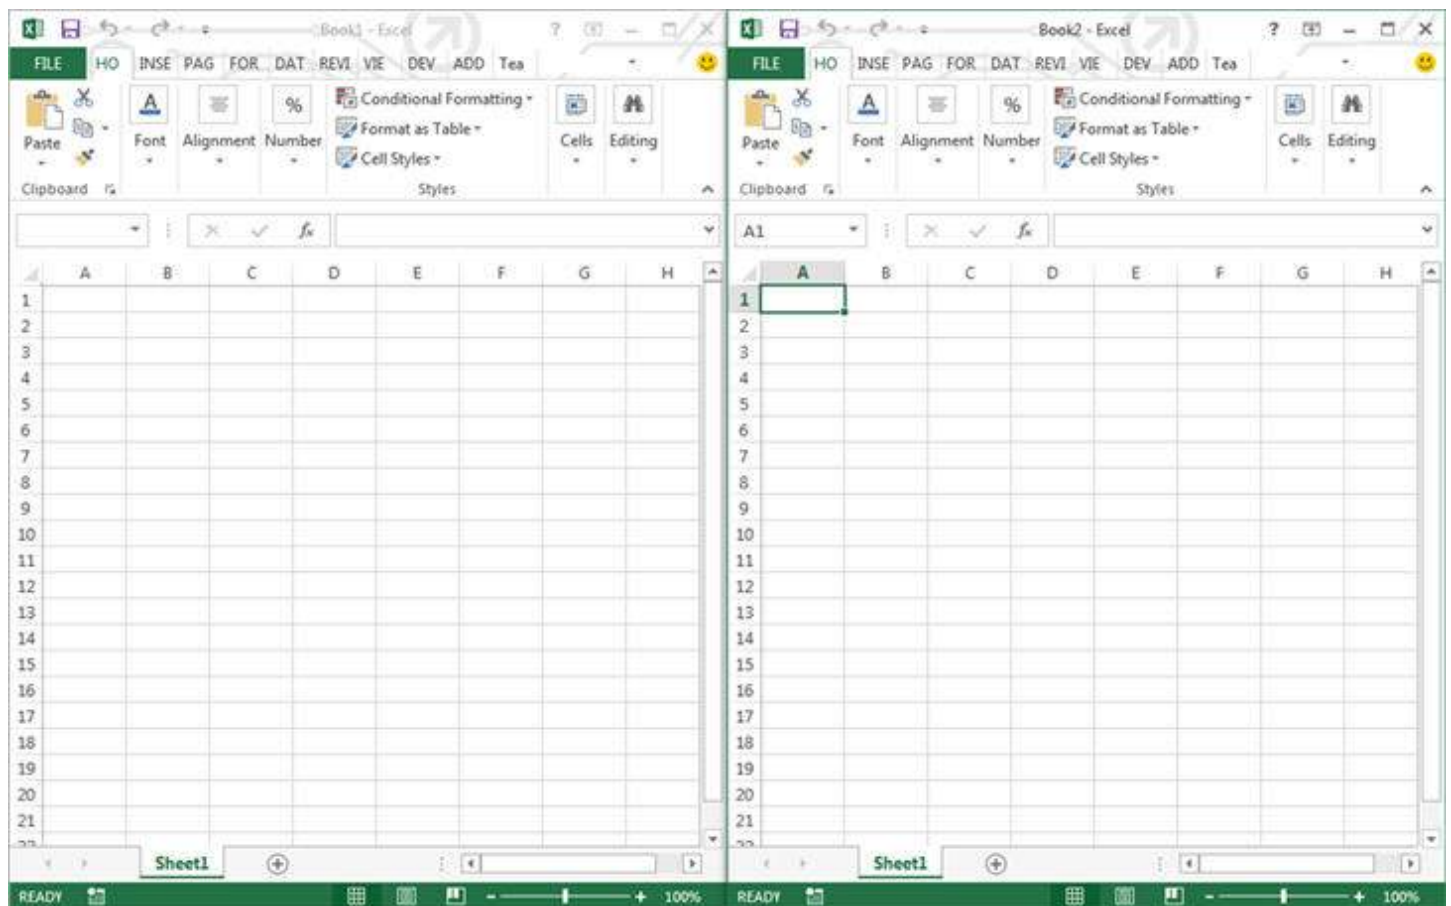 Book1 - Excel ?
FILE HO INSE PAG FOR DAT REVI VIE DEV ADD Tea
Paste
A
Font
Alignment
%
Number
Conditional Formatting
Format as Table
Cell Styles
Cells
Editing
Clipboard
Styles
fx
A B C D E F G H
1
2
3
4
5
6
7
8
9
10
11
12
13
14
15
16
17
18
19
20
21
Sheet1
READY 100%
Book2 - Excel ?
FILE HO INSE PAG FOR DAT REVI VIE DEV ADD Tea
Paste
A
Font
Alignment
%
Number
Conditional Formatting
Format as Table
Cell Styles
Cells
Editing
Clipboard
Styles
A1 fx
A B C D E F G H
1
2
3
4
5
6
7
8
9
10
11
12
13
14
15
16
17
18
19
20
21
Sheet1
READY 100%